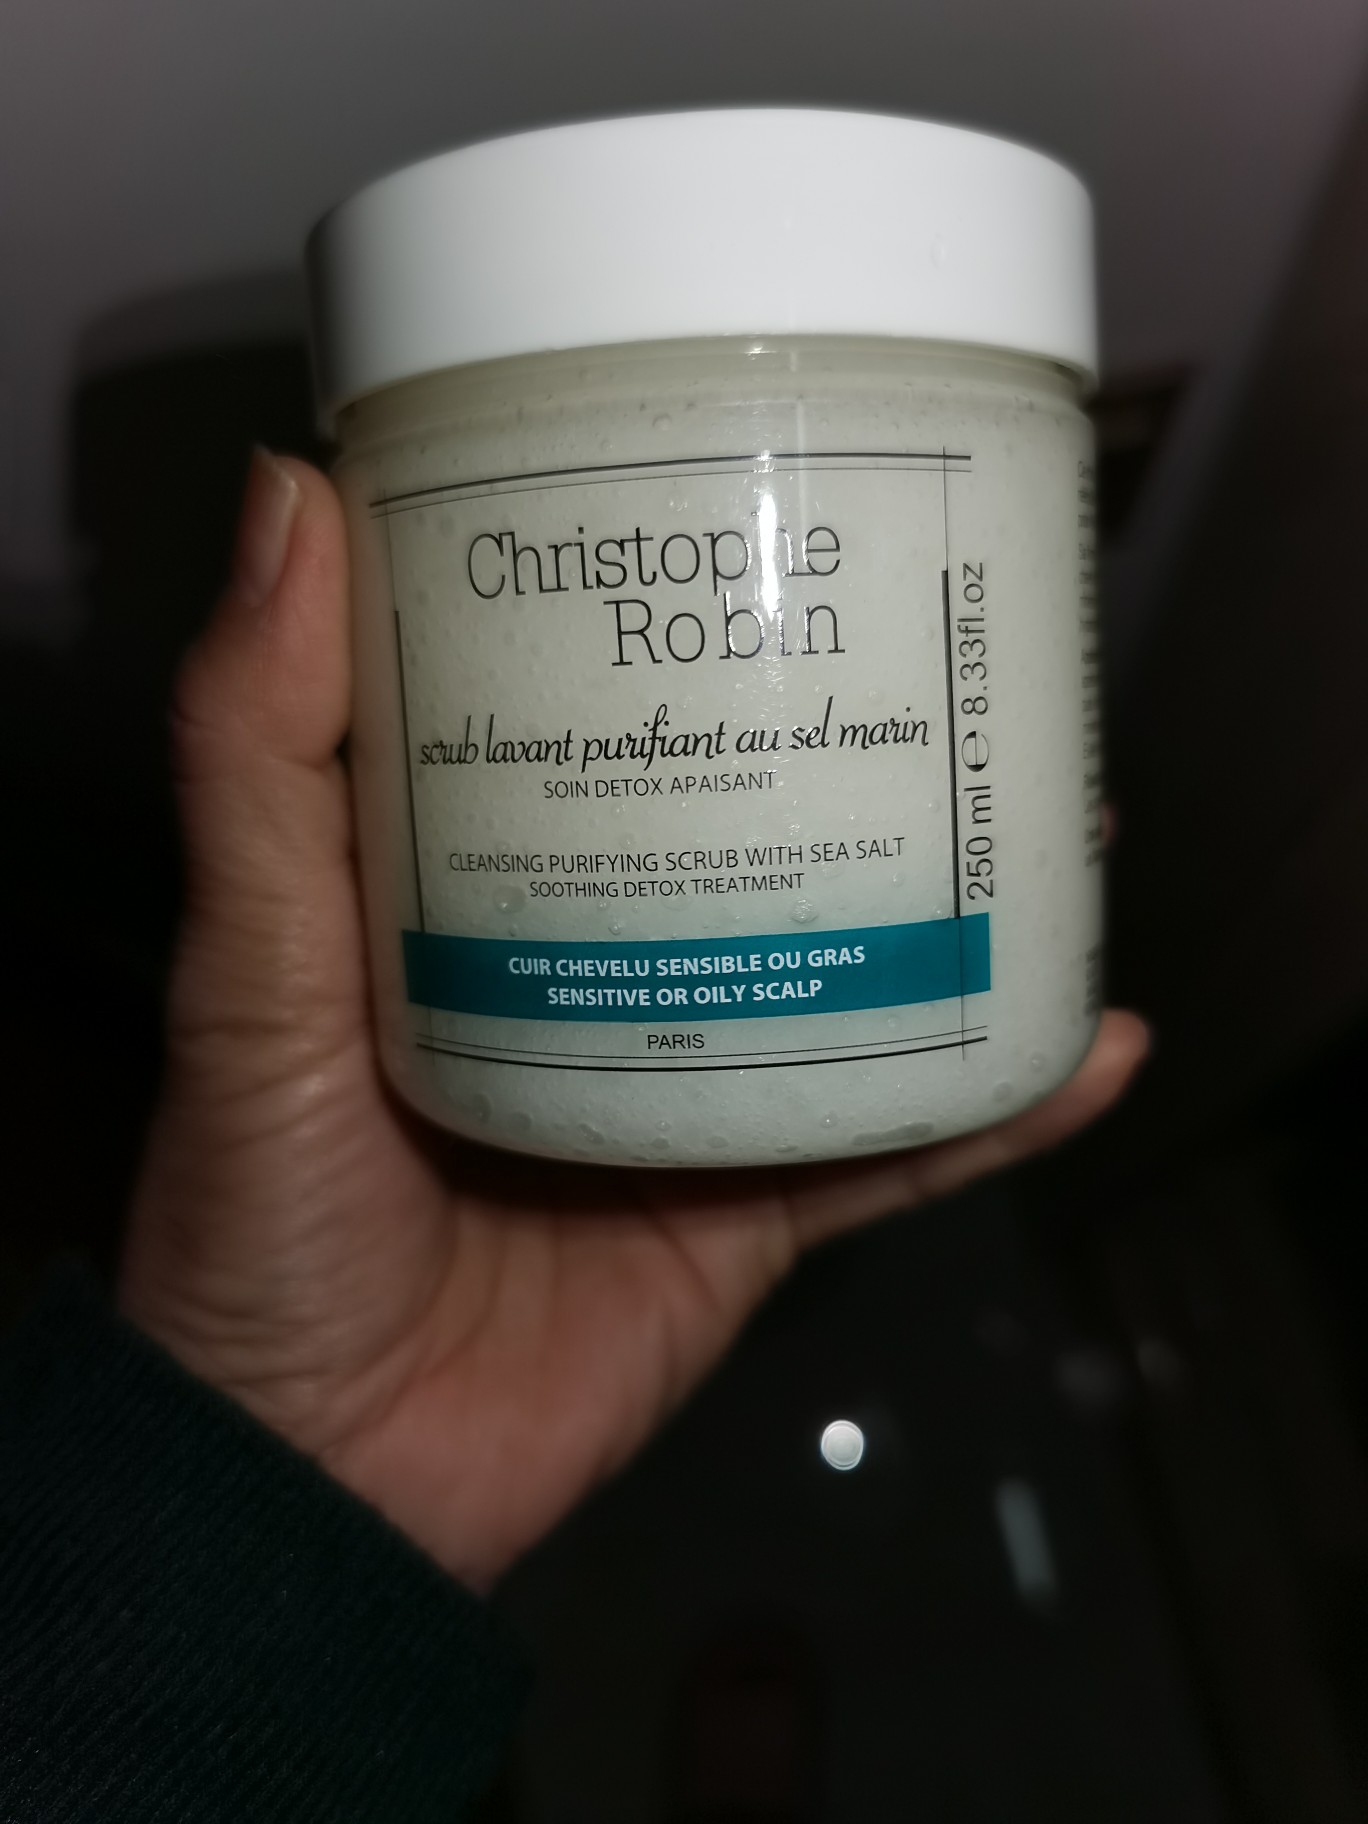 Christophe
Robin
scrub lavant purifiant au sel marin
SOIN DETOX APAISANT
CLEANSING PURIFYING SCRUB WITH SEA SALT
SOOTHING DETOX TREATMENT
CUIR CHEVELU SENSIBLE OU GRAS
SENSITIVE OR OILY SCALP
PARIS
250 ml e 8.33fl.oz